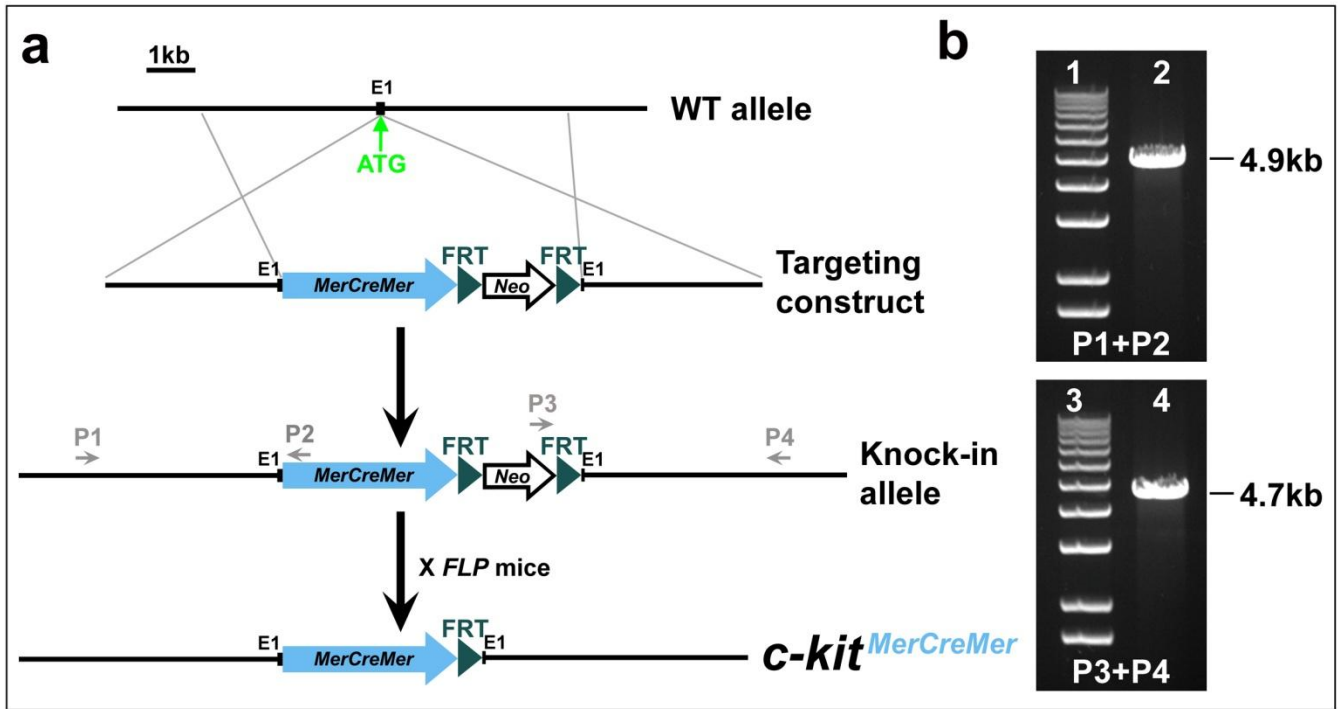 a
1kb
E1
WT allele
ATG
E1
MerCreMer
FRT
Neo
FRT
E1
Targeting
construct
P1
P2
P3
P4
E1
MerCreMer
FRT
Neo
FRT
E1
Knock-in
allele
X FLP mice
E1
MerCreMer
FRT
E1
c-kit MerCreMer
b
1 2
4.9kb
P1+P2
3 4
4.7kb
P3+P4